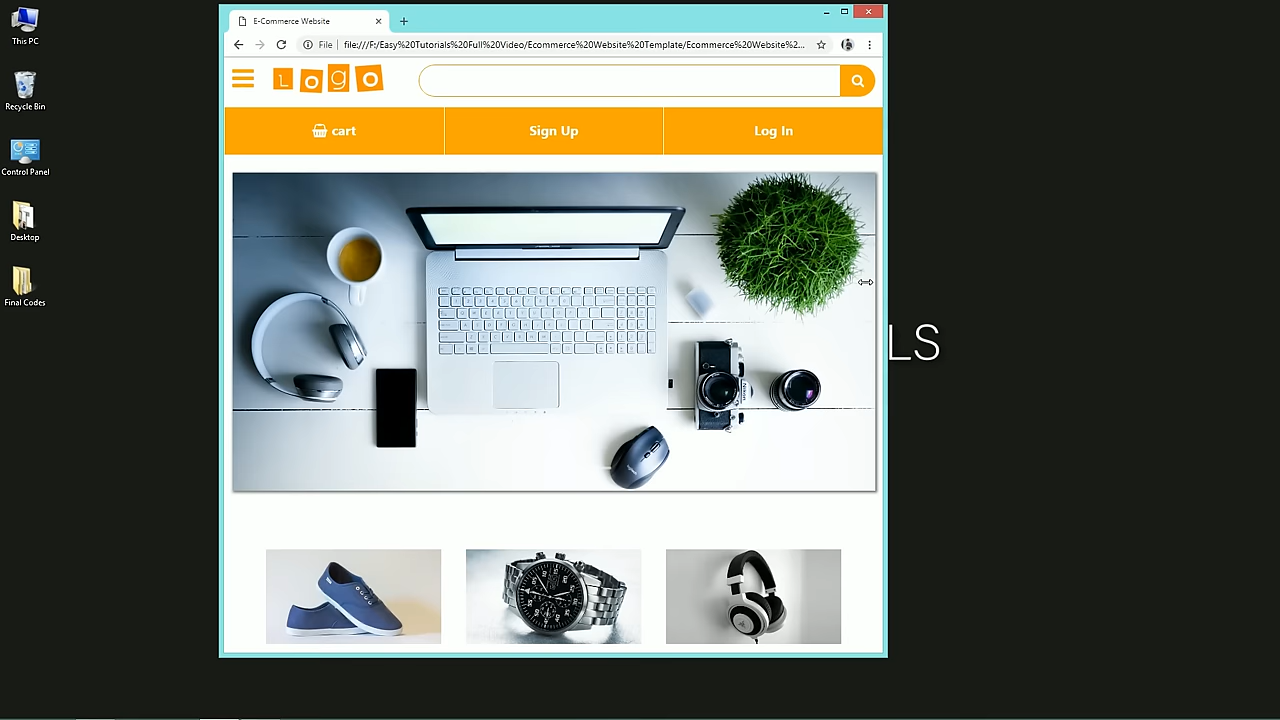 This PC
Recycle Bin
Control Panel
Desktop
Final Codes
E-Commerce Website
File
file:///F:/Easy%20Tutorials%20Full%20Video/Ecommerce%20Website%20Template/Ecommerce%20Website%2...
LOGO
cart
Sign Up
Log In
LS